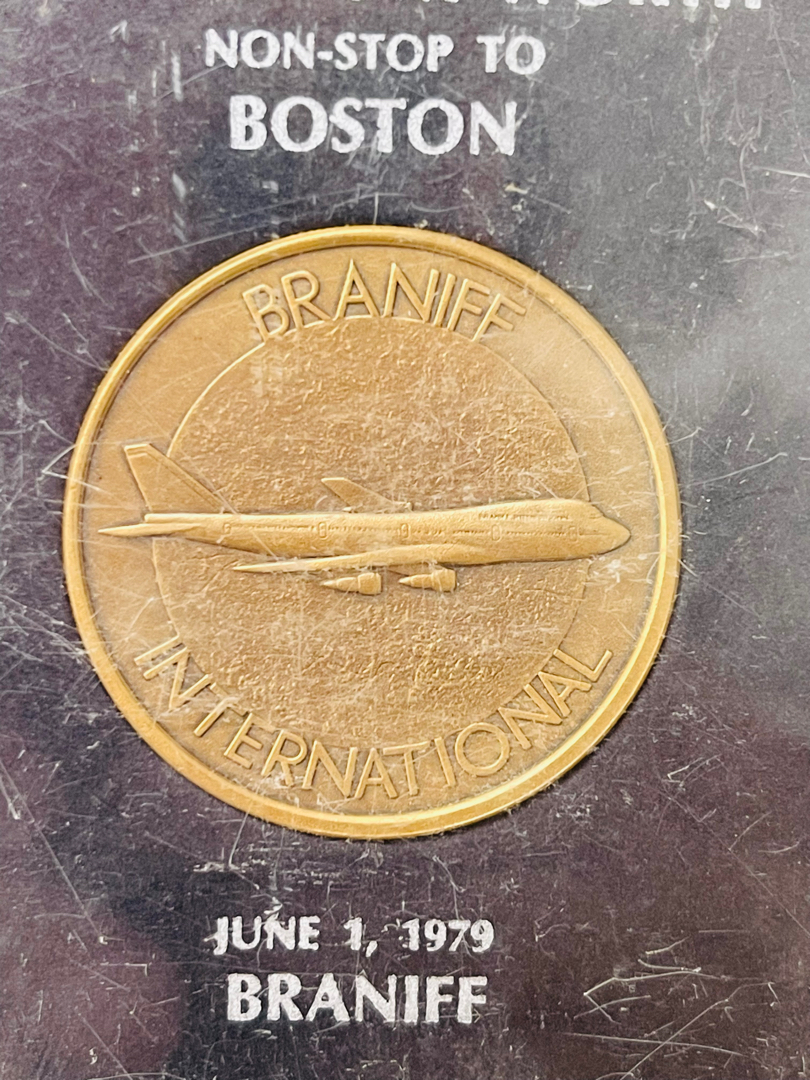 NON-STOP TO
BOSTON
BRANIFF
INTERNATIONAL
JUNE 1, 1979
BRANIFF